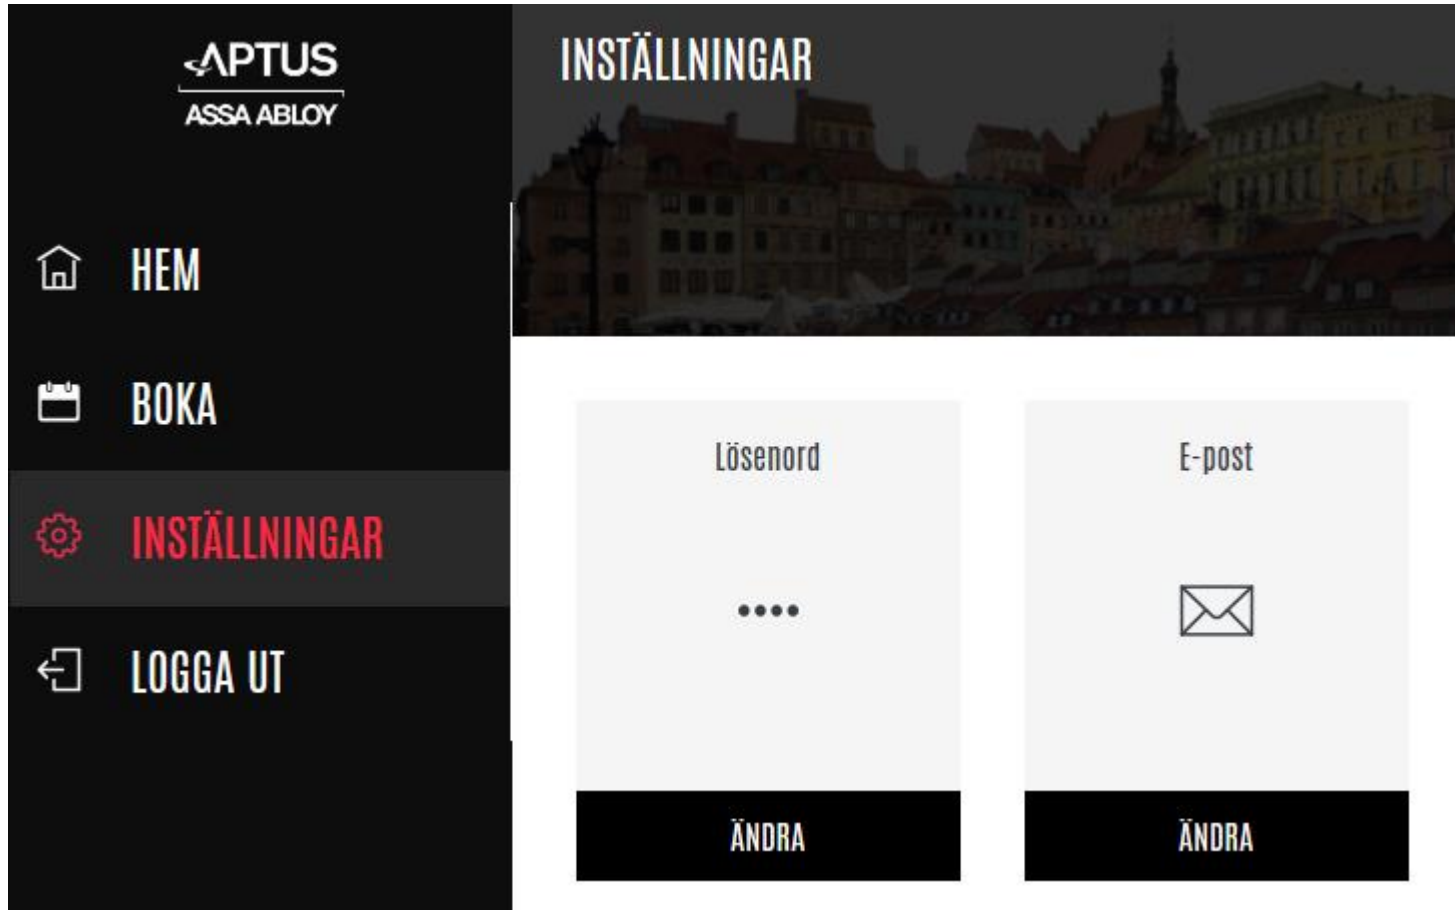 APTUS
ASSA ABLOY
HEM
BOKA
INSTÄLLNINGAR
LOGGA UT
INSTÄLLNINGAR
Lösenord
ÄNDRA
E-post
ÄNDRA